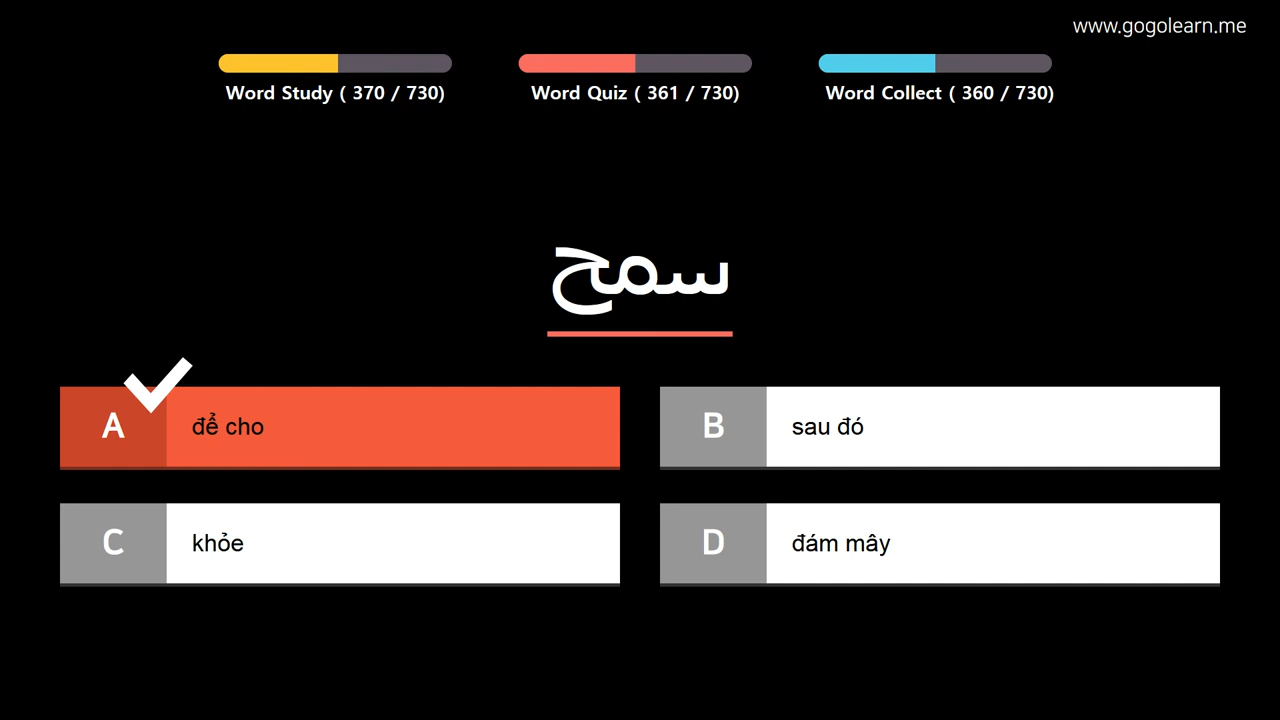 www.gogolearn.me
Word Study ( 370 / 730)
Word Quiz ( 361 / 730)
Word Collect ( 360 / 730)
سمح
A để cho
B sau đó
C khỏe
D đám mây